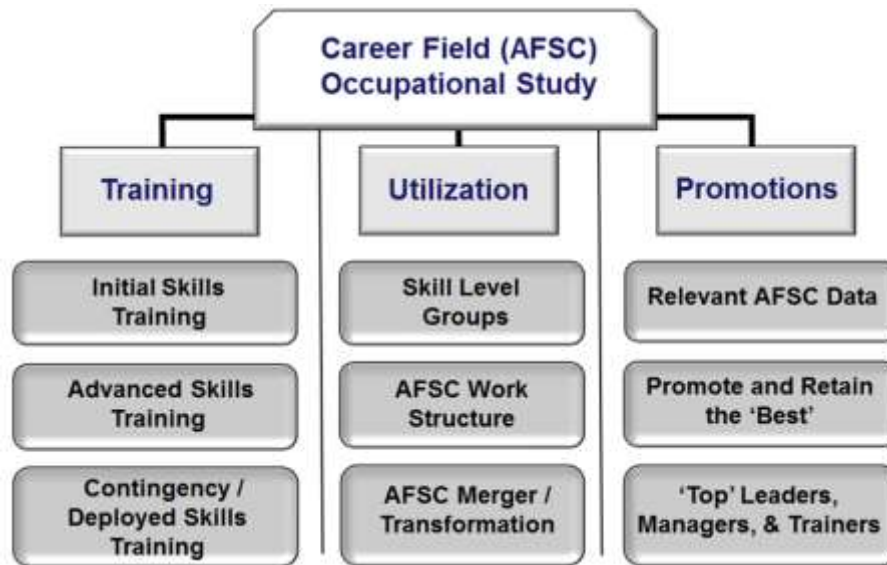 Career Field (AFSC)
Occupational Study
Training
Utilization
Promotions
Initial Skills
Training
Skill Level
Groups
Relevant AFSC Data
Advanced Skills
Training
AFSC Work
Structure
Promote and Retain
the ‘Best’
Contingency /
Deployed Skills
Training
AFSC Merger /
Transformation
‘Top’ Leaders,
Managers, & Trainers